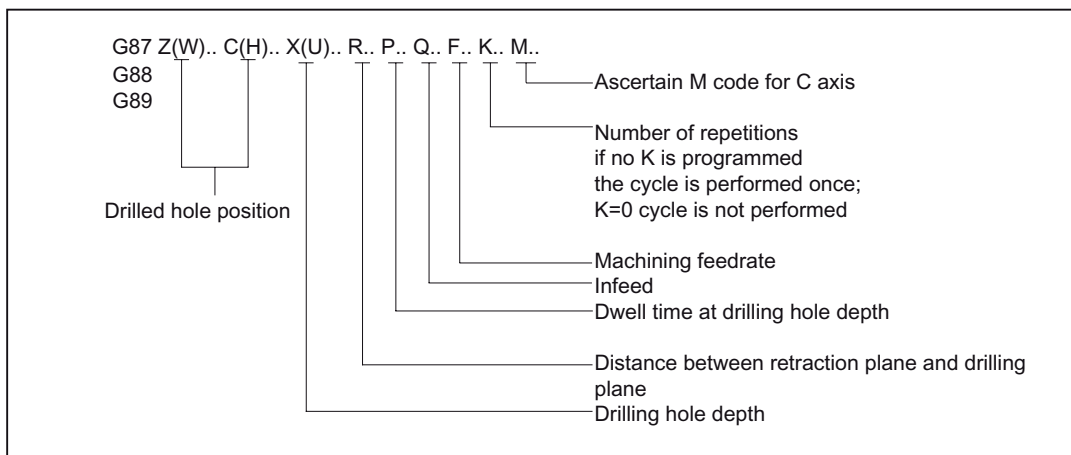 G87 Z(W).. C(H).. X(U).. R.. P.. Q.. F.. K.. M..
G88
G89
Ascertain M code for C axis
Number of repetitions
if no K is programmed
the cycle is performed once;
K=0 cycle is not performed
Drilled hole position
Machining feedrate
Infeed
Dwell time at drilling hole depth
Distance between retraction plane and drilling
plane
Drilling hole depth